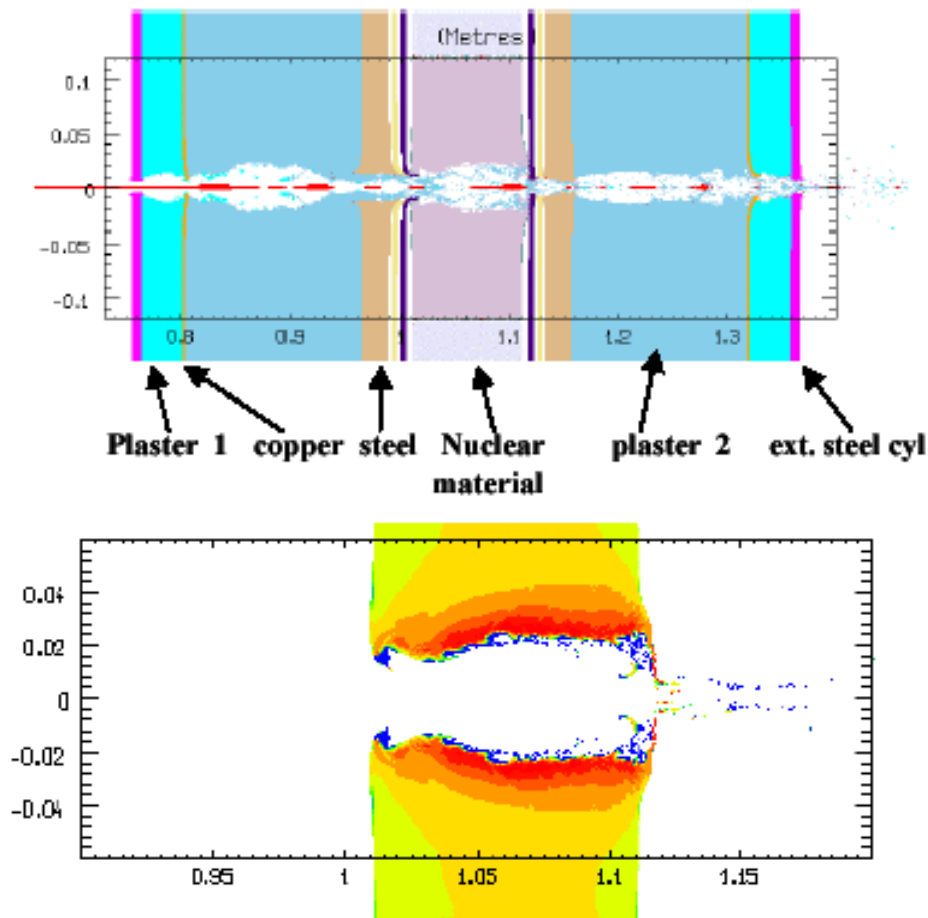 (Metres)
0.1
0.05
0
-0.05
-0.1
0.8 0.9 1 1.1 1.2 1.3
Plaster 1 copper steel Nuclear plaster 2 ext. steel cyl
material
0.04
0.02
0
-0.02
-0.04
0.95 1 1.05 1.1 1.15